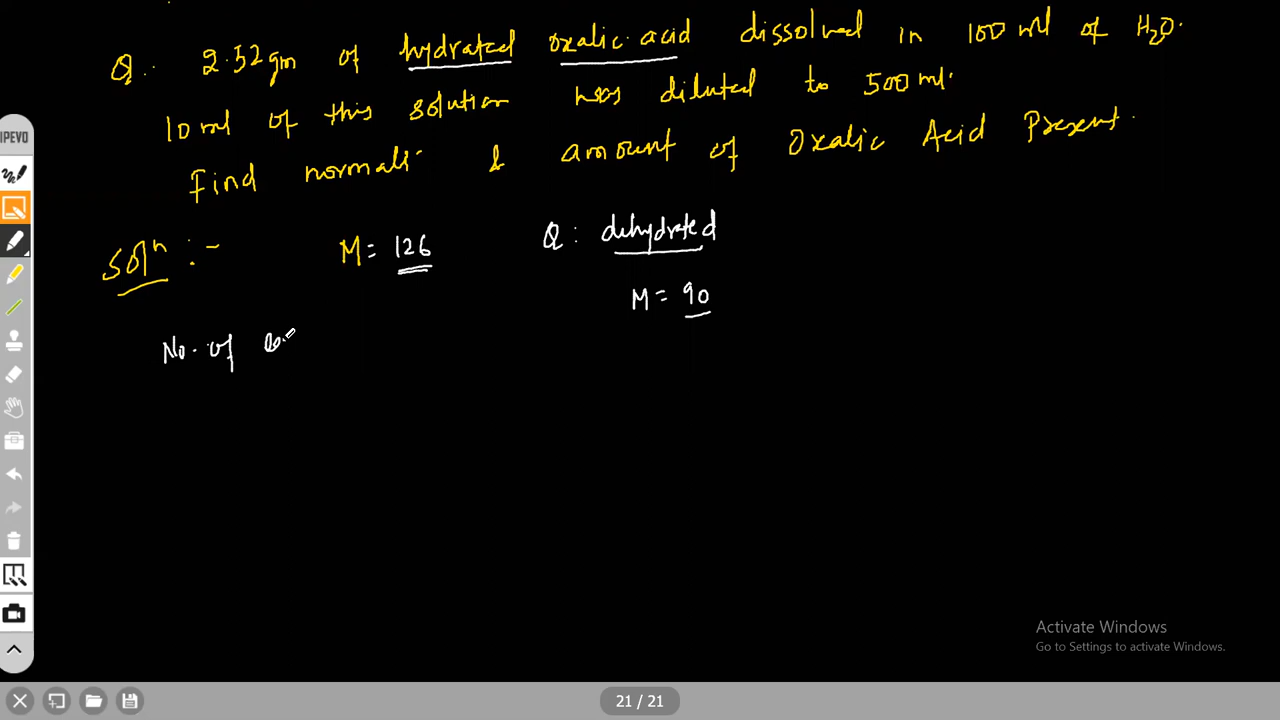 IPEVO
Q. 2.52gm of hydrated oxalic acid dissolved in 100 ml of H₂O.
10 ml of this solution was diluted to 500 ml.
Find normali & amount of Oxalic Acid Present.
Solⁿ :-
M = 126
Q : dehydrated
M = 90
No. of
Activate Windows
Go to Settings to activate Windows.
21 / 21